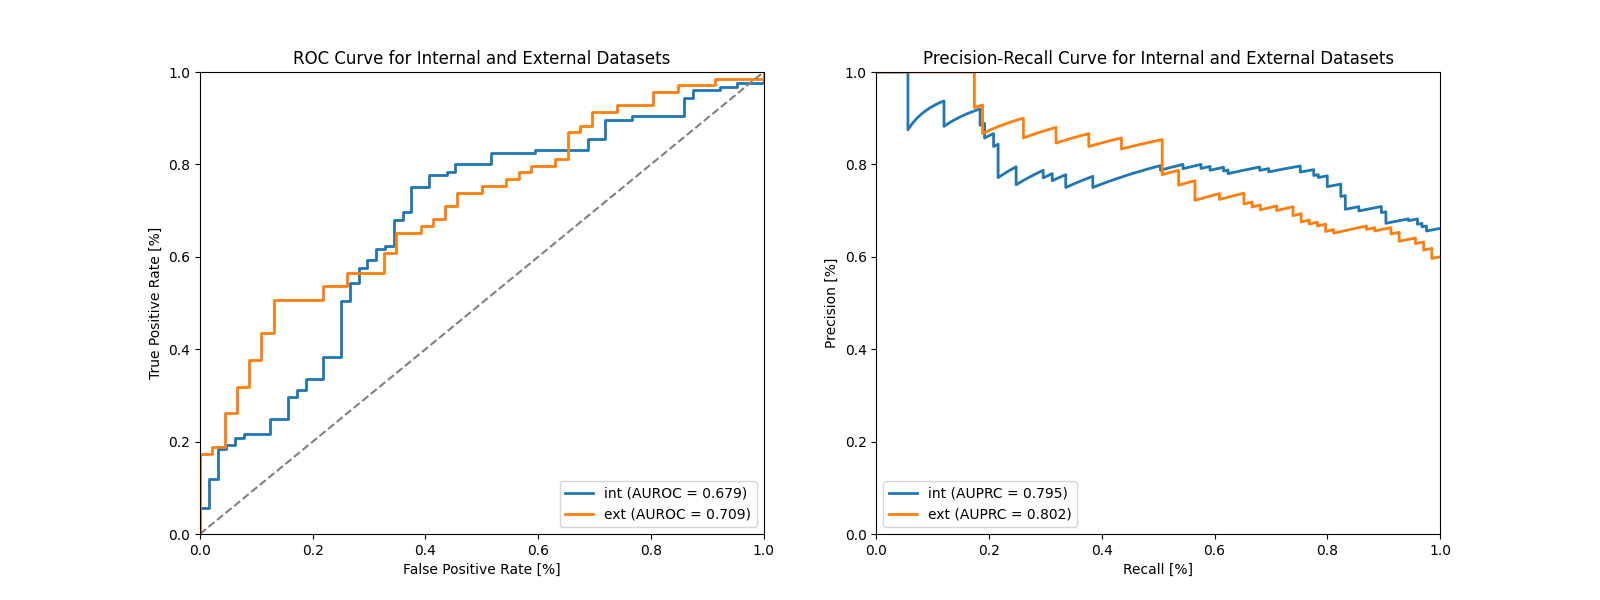 ROC Curve for Internal and External Datasets
True Positive Rate [%]
1.0
0.8
0.6
0.4
0.2
0.0
int (AUROC = 0.679)
ext (AUROC = 0.709)
0.0 0.2 0.4 0.6 0.8 1.0
False Positive Rate [%]
Precision-Recall Curve for Internal and External Datasets
Precision [%]
1.0
0.8
0.6
0.4
0.2
0.0
int (AUPRC = 0.795)
ext (AUPRC = 0.802)
0.0 0.2 0.4 0.6 0.8 1.0
Recall [%]